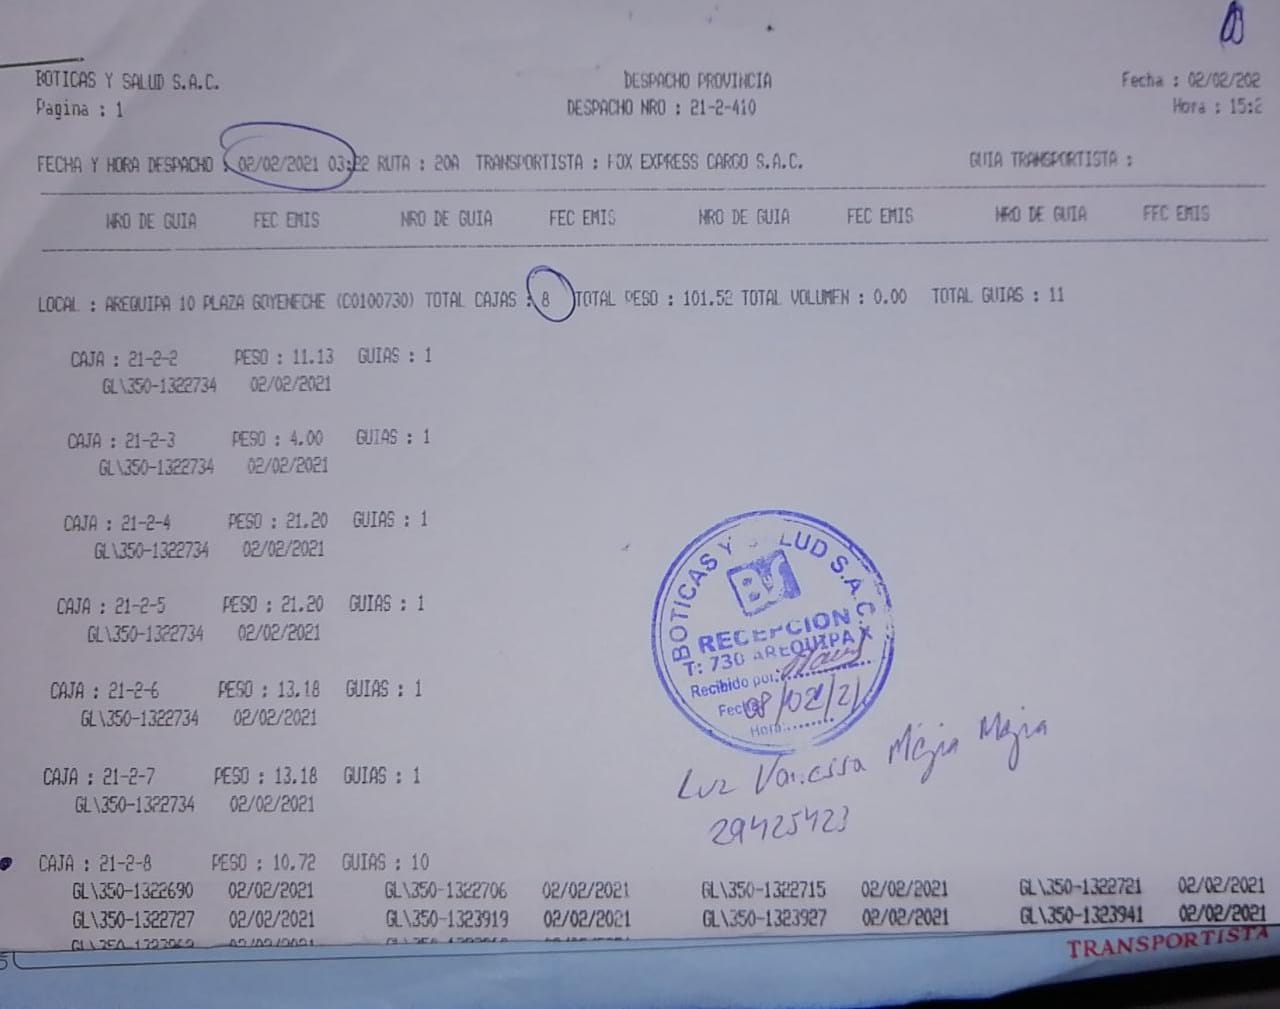 BOTICAS Y SALUD S.A.C. DESPACHO PROVINCIA Fecha : 02/02/202
Pagina : 1 DESPACHO NRO : 21-2-410 Hora : 15:2
FECHA Y HORA DESPACHO : 02/02/2021 03:22 RUTA : 20A TRANSPORTISTA : FOX EXPRESS CARGO S.A.C. GUIA TRANSPORTISTA :
NRO DE GUIA FEC EMIS NRO DE GUIA FEC EMIS NRO DE GUIA FEC EMIS NRO DE GUIA FEC EMIS
LOCAL : AREQUIPA 10 PLAZA GOYENECHE (C0100730) TOTAL CAJAS : 8 TOTAL PESO : 101.52 TOTAL VOLUMEN : 0.00 TOTAL GUIAS : 11
CAJA : 21-2-2 PESO : 11.13 GUIAS : 1
GL\350-1322734 02/02/2021
CAJA : 21-2-3 PESO : 4.00 GUIAS : 1
GL\350-1322734 02/02/2021
CAJA : 21-2-4 PESO : 21.20 GUIAS : 1
GL\350-1322734 02/02/2021
CAJA : 21-2-5 PESO : 21.20 GUIAS : 1
GL\350-1322734 02/02/2021
CAJA : 21-2-6 PESO : 13.18 GUIAS : 1
GL\350-1322734 02/02/2021
CAJA : 21-2-7 PESO : 13.18 GUIAS : 1
GL\350-1322734 02/02/2021
BOTICAS Y SALUD S.A.C.
BS
RECEPCION
T: 730 AREQUIPA X
Recibido por:
Fecha 08/02/21
Hora:
Luz Vanessa Mejia Mejia
29425423
CAJA : 21-2-8 PESO : 10.72 GUIAS : 10
GL\350-1322690 02/02/2021 GL\350-1322706 02/02/2021 GL\350-1322715 02/02/2021 GL\350-1322721 02/02/2021
GL\350-1322727 02/02/2021 GL\350-1323919 02/02/2021 GL\350-1323927 02/02/2021 GL\350-1323941 02/02/2021
TRANSPORTISTA